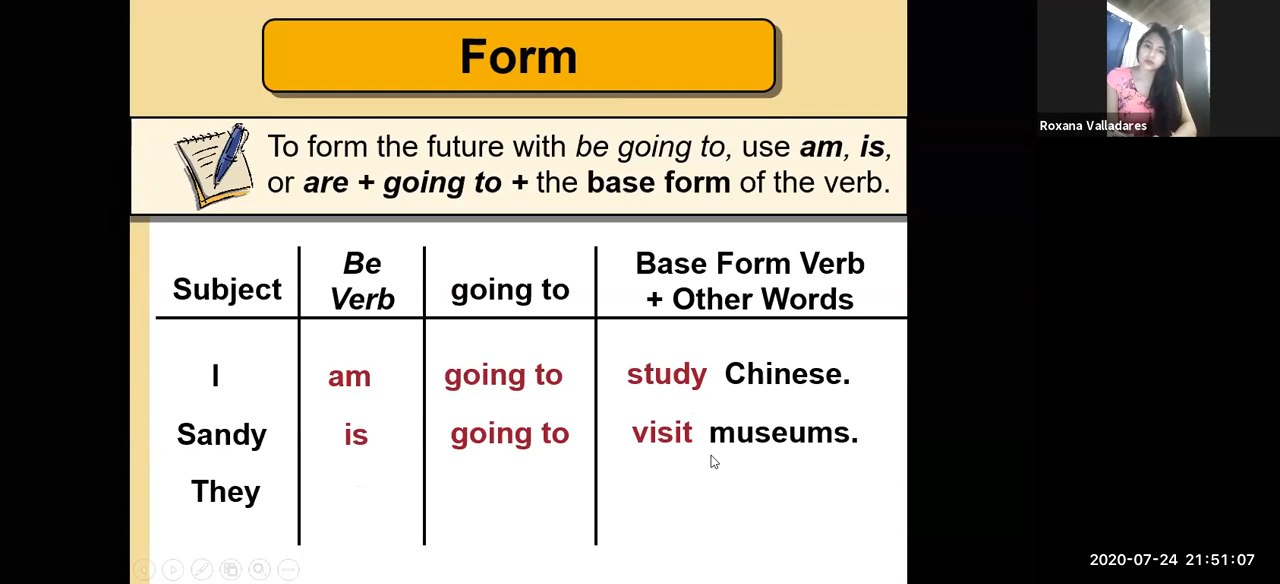 Form
To form the future with be going to, use am, is,
or are + going to + the base form of the verb.
Subject
Be
Verb
going to
Base Form Verb
+ Other Words
I am going to study Chinese.
Sandy is going to visit museums.
They
Roxana Valladares
2020-07-24 21:51:07